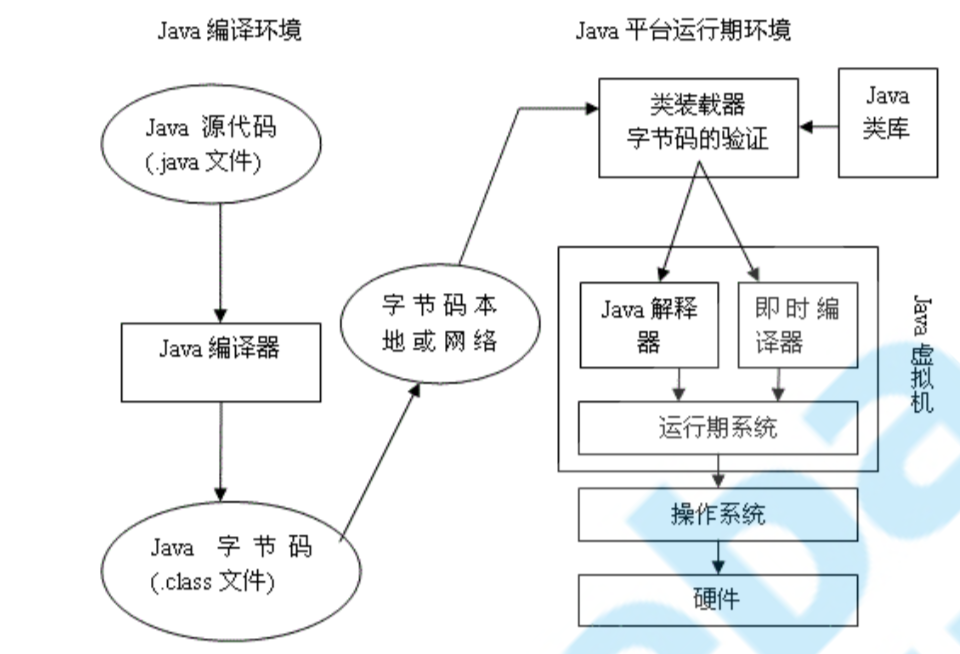 Java 编译环境
Java 源代码
(.java 文件)
Java 编译器
Java 字节码
(.class 文件)
字节码本
地或网络
Java 平台运行期环境
类装载器
字节码的验证
Java
类库
Java 解释
器
即时编
译器
运行期系统
Java 虚拟机
操作系统
硬件